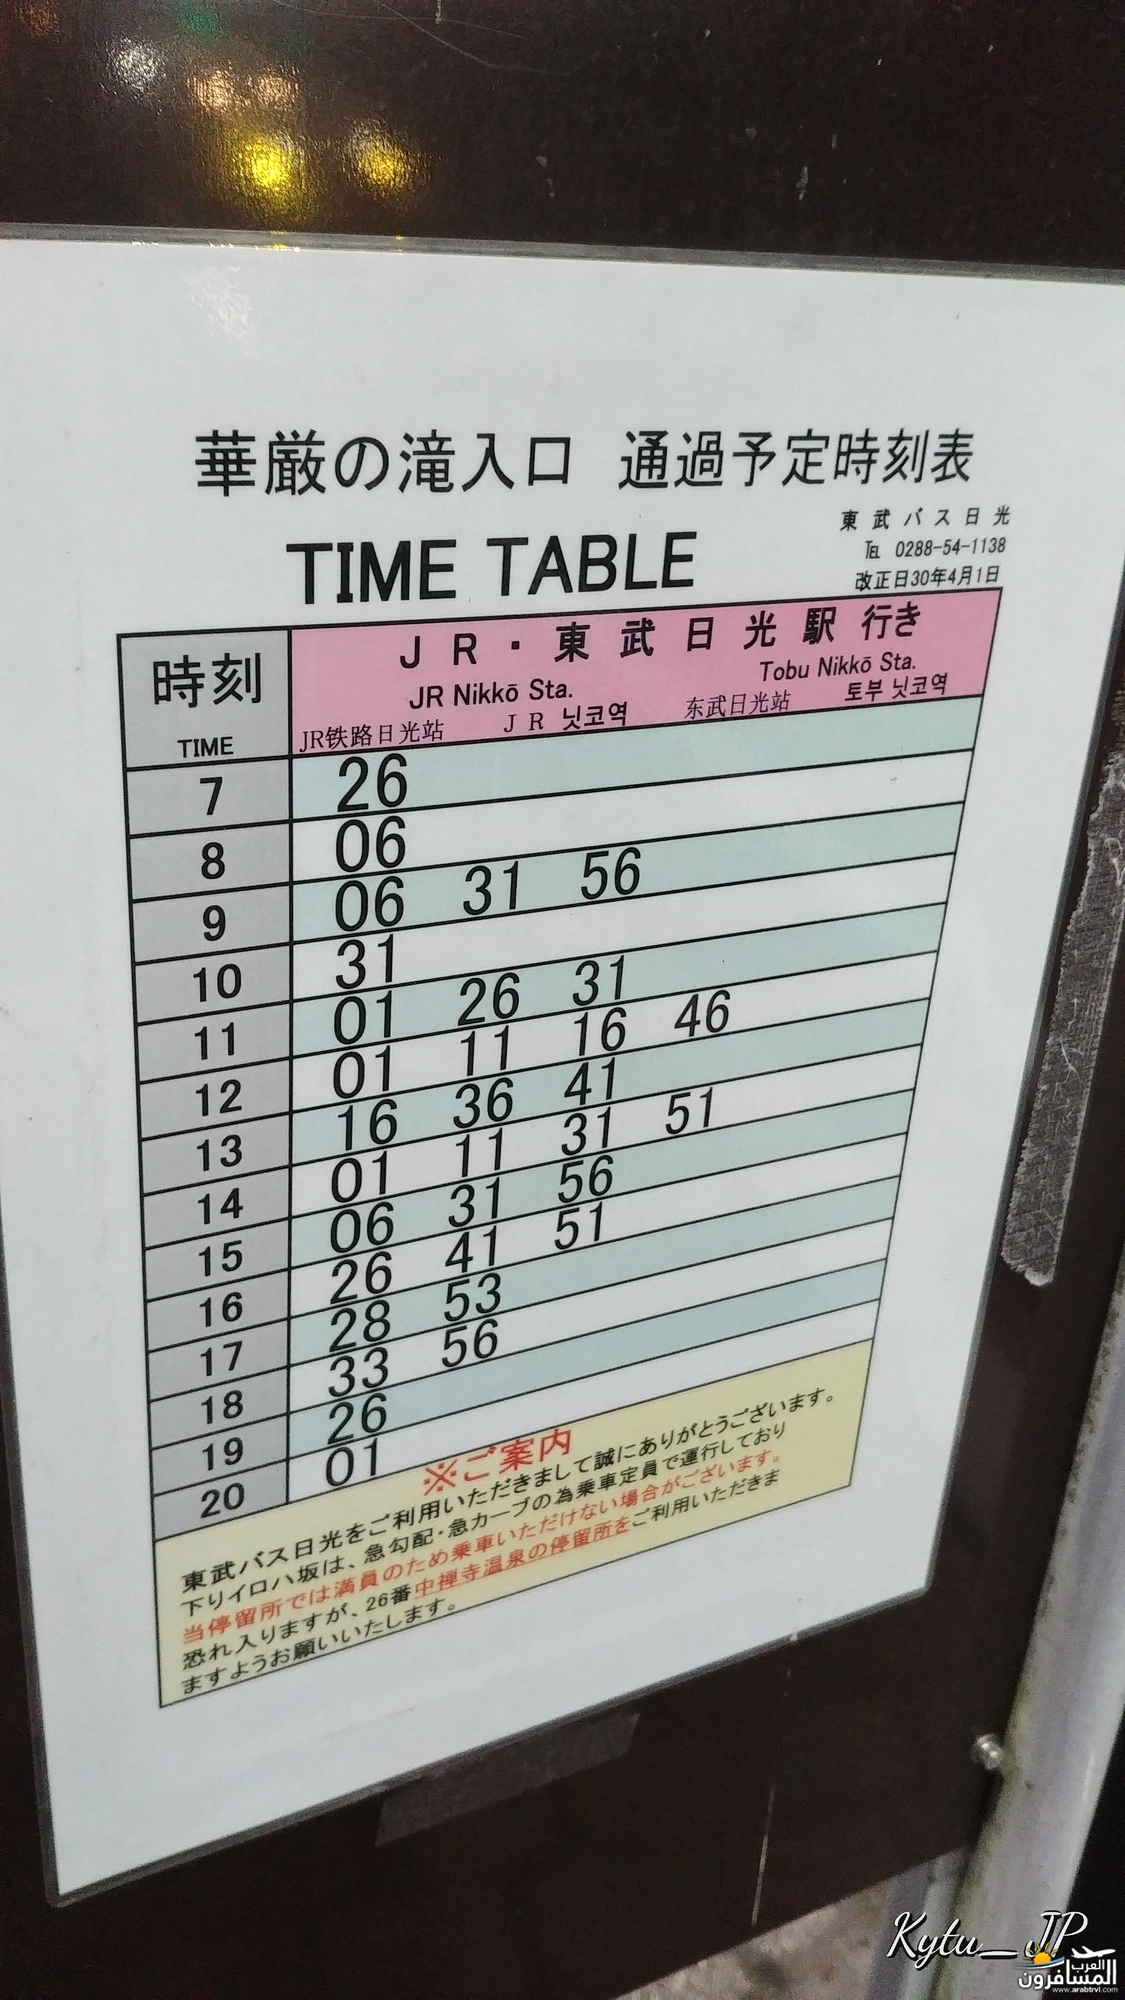 華厳の滝入口 通過予定時刻表
TIME TABLE
東武バス日光
℡ 0288-54-1138
改正日30年4月1日
時刻
TIME
JR・東武日光駅 行き
JR Nikkō Sta. Tobu Nikkō Sta.
JR铁路日光站 JR 닛코역 东武日光站 토부 닛코역
7 26
8 06
9 06 31 56
10 31
11 01 26 31
12 01 11 16 46
13 16 36 41
14 01 11 31 51
15 06 31 56
16 26 41 51
17 28 53
18 33 56
19 26
20 01
※ご案内
東武バス日光をご利用いただきまして誠にありがとうございます。
下りイロハ坂は、急勾配・急カーブの為乗車定員で運行しており
当停留所では満員のため乗車いただけない場合がございます。
恐れ入りますが、26番中禅寺温泉の停留所をご利用いただきま
ますようお願いいたします。
Kytu_JP
العرب
المسافرون
www.arabtrvl.com